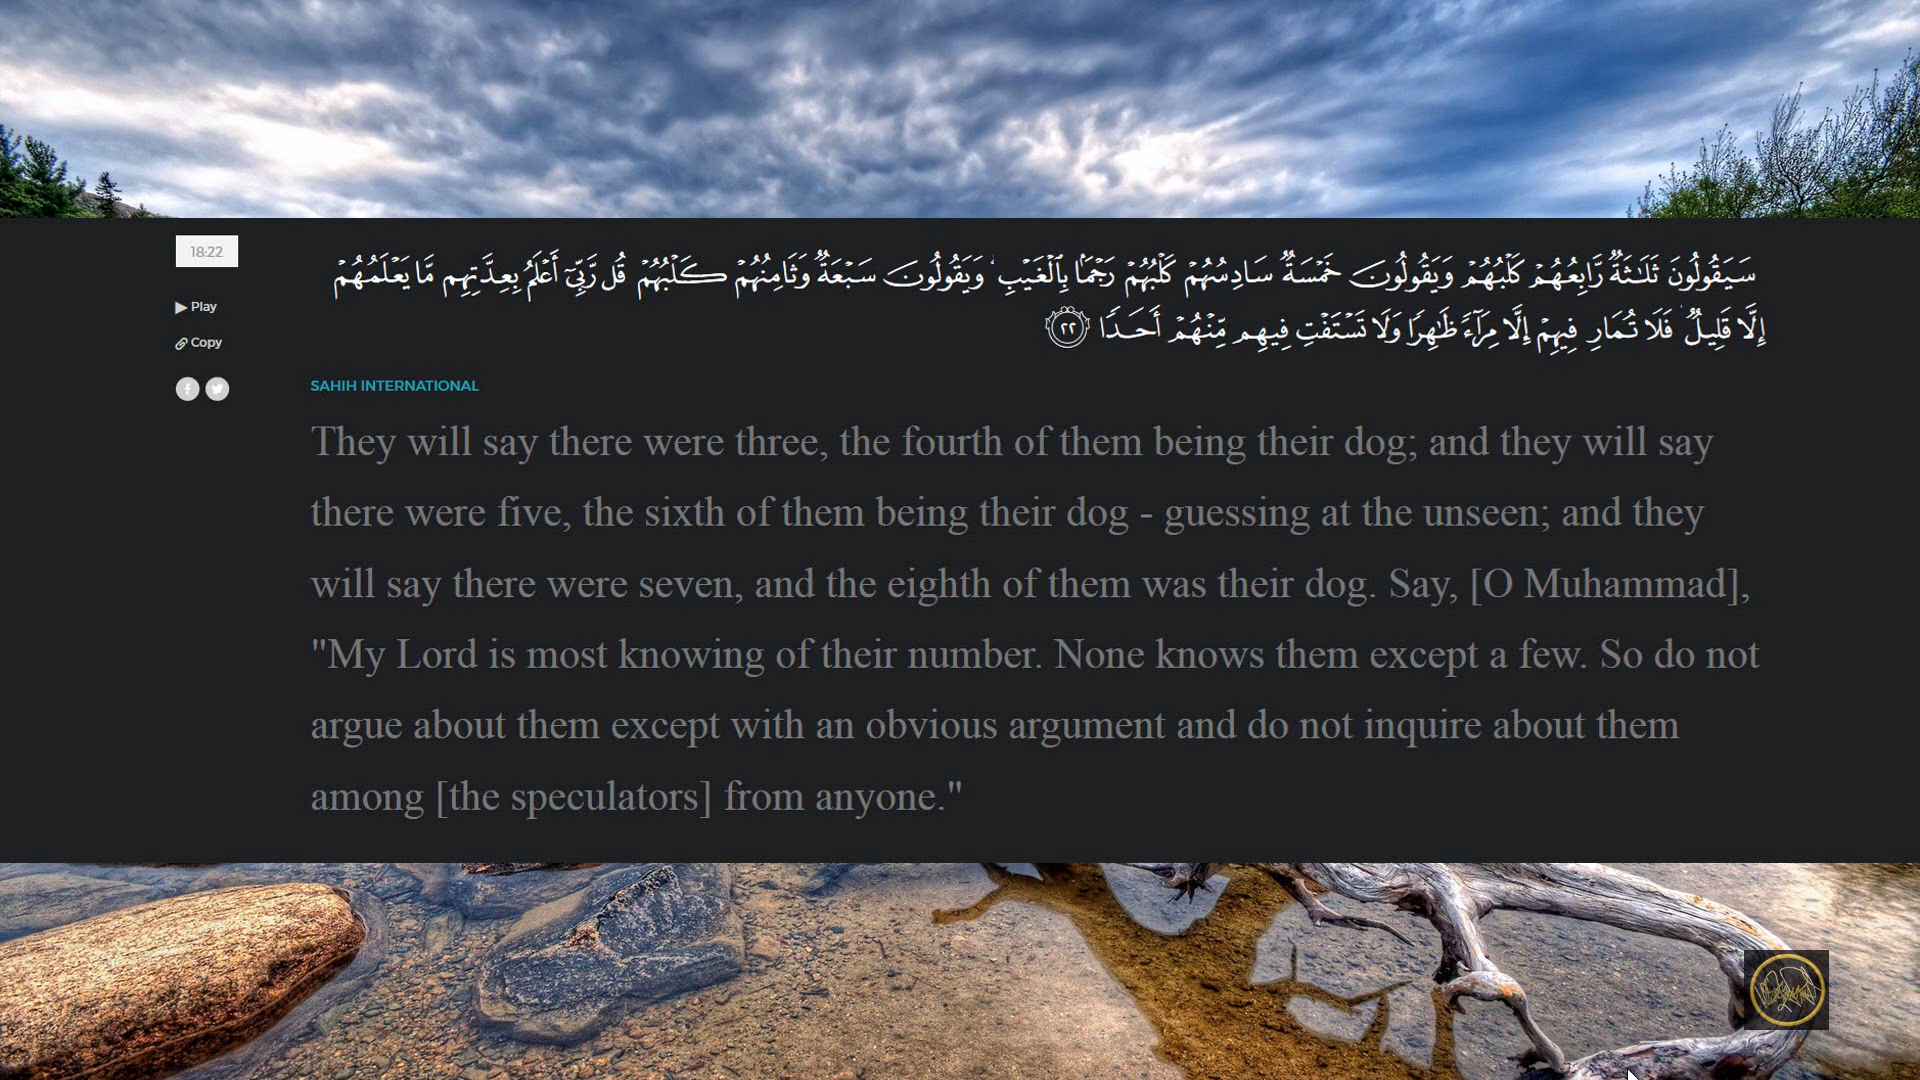 18:22
سَيَقُولُونَ ثَلَـٰثَةٌ رَّابِعُهُمْ كَلْبُهُمْ وَيَقُولُونَ خَمْسَةٌ سَادِسُهُمْ كَلْبُهُمْ رَجْمًۢا بِٱلْغَيْبِ ۖ وَيَقُولُونَ سَبْعَةٌ وَثَامِنُهُمْ كَلْبُهُمْ ۚ قُل رَّبِّىٓ أَعْلَمُ بِعِدَّتِهِم مَّا يَعْلَمُهُمْ
إِلَّا قَلِيلٌ ۗ فَلَا تُمَارِ فِيهِمْ إِلَّا مِرَآءً ظَـٰهِرًا وَلَا تَسْتَفْتِ فِيهِم مِّنْهُمْ أَحَدًا ٢٢
Play
Copy
SAHIH INTERNATIONAL
They will say there were three, the fourth of them being their dog; and they will say
there were five, the sixth of them being their dog - guessing at the unseen; and they
will say there were seven, and the eighth of them was their dog. Say, [O Muhammad],
"My Lord is most knowing of their number. None knows them except a few. So do not
argue about them except with an obvious argument and do not inquire about them
among [the speculators] from anyone."